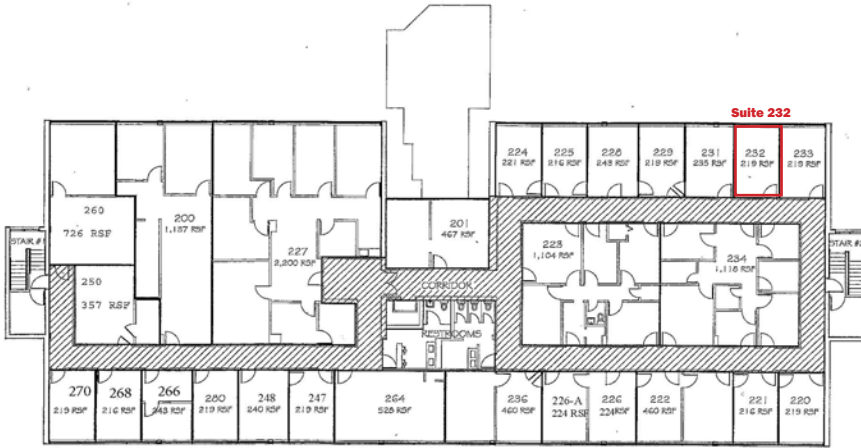 Suite 232
224
221 RSF
225
216 RSF
228
243 RSF
229
219 RSF
231
235 RSF
232
219 RSF
233
219 RSF
260
726 RSF
200
1,137 RSF
201
467 RSF
227
2,200 RSF
223
1,104 RSF
234
1,116 RSF
STAIR #1
STAIR #2
250
357 RSF
CORRIDOR
RESTROOMS
270
219 RSF
268
216 RSF
266
243 RSF
280
219 RSF
248
240 RSF
247
219 RSF
264
528 RSF
236
460 RSF
226-A
224 RSF
226
224RSF
222
460 RSF
221
216 RSF
220
219 RSF